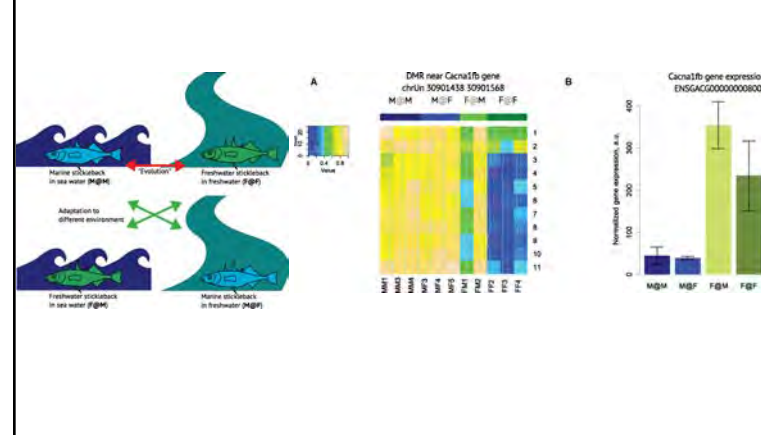 Marine stickleback
in sea water (M@M)
"Evolution"
Freshwater stickleback
in freshwater (F@F)
Adaptation to
different environment
Freshwater stickleback
in sea water (F@M)
Marine stickleback
in freshwater (M@F)
A
0 0.4 0.8
Value
DMR near Cacna1fb gene
chrUn 30901438 30901568
M@M M@F F@M F@F
1
2
3
4
5
6
7
8
9
10
11
MM1 MM3 MM4 MF3 MF4 MF5 FM1 FM2 FF2 FF3 FF4
B
Cacna1fb gene expressio
ENSGACG00000000800
Normalized gene expression, a.u.
400
300
200
100
0
M@M M@F F@M F@F